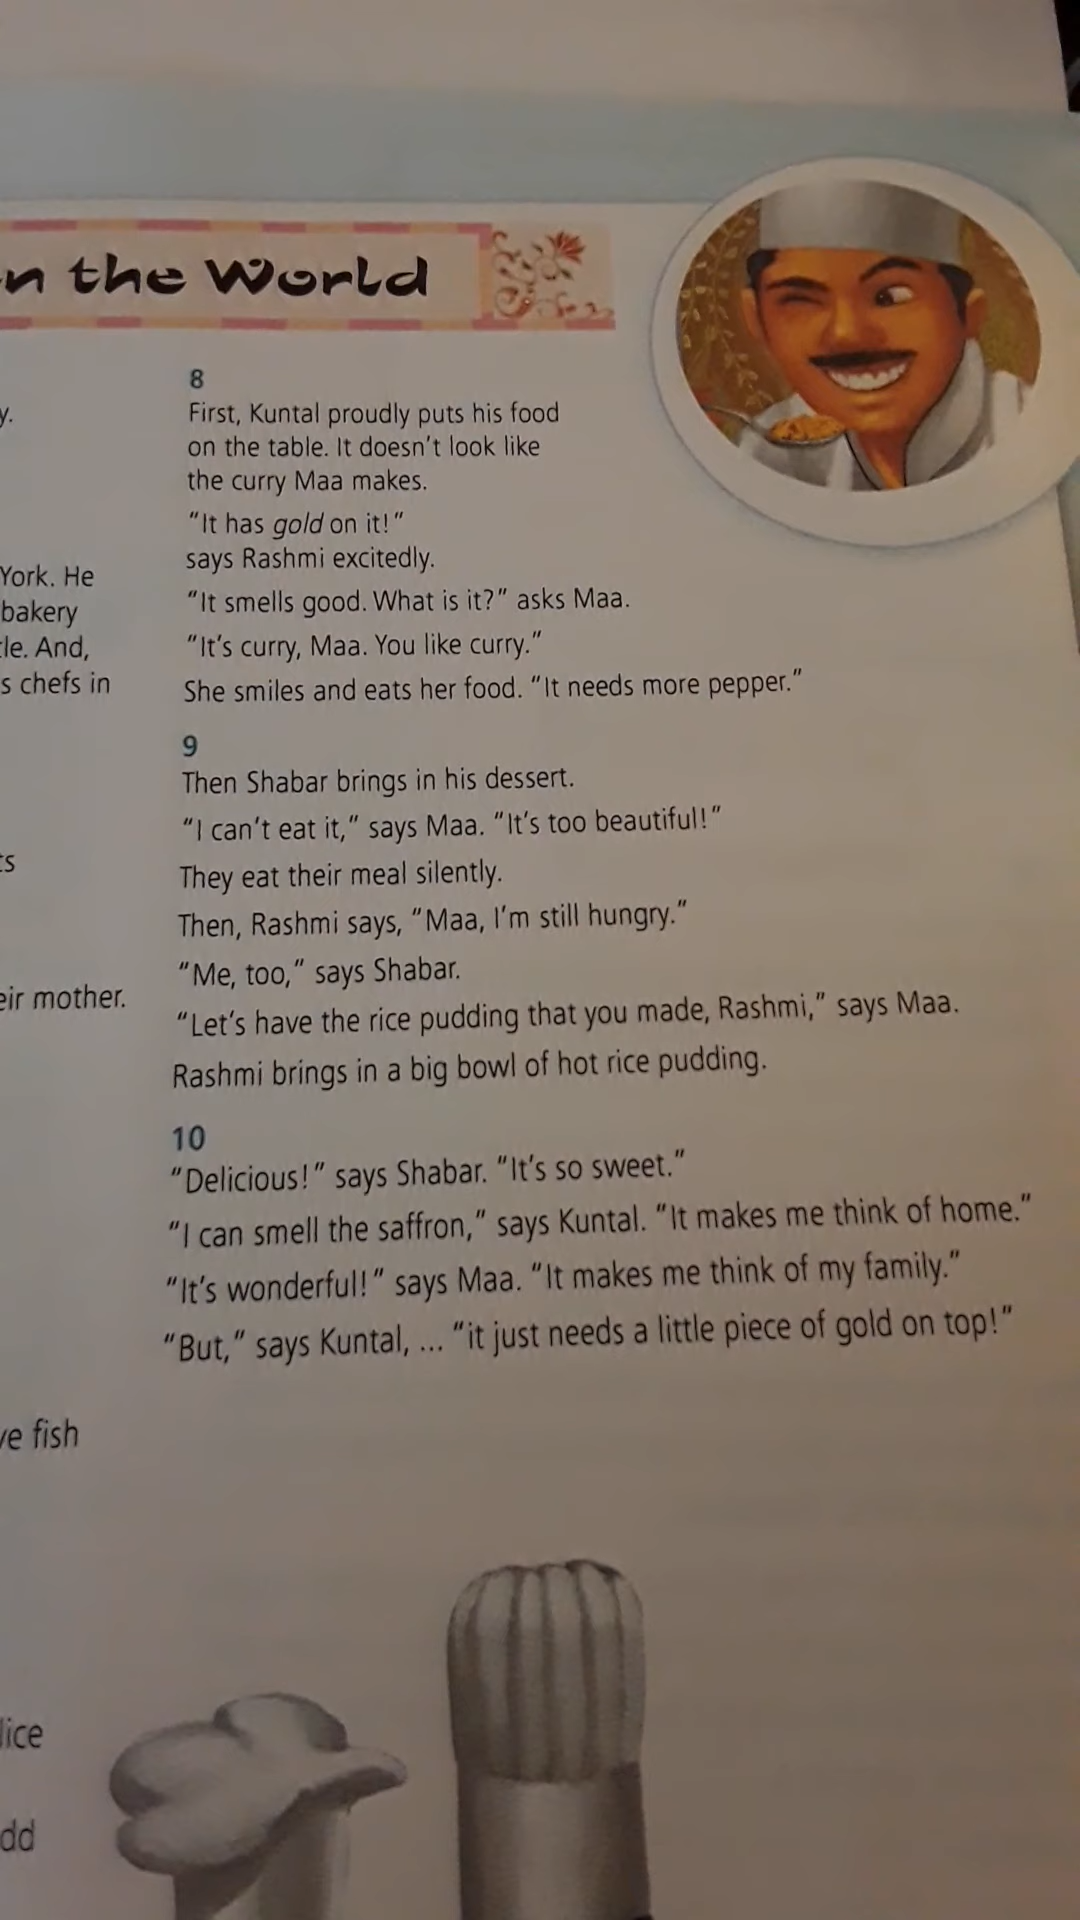 n the World
y.
York. He
bakery
tle. And,
s chefs in
ts
eir mother.
ve fish
lice
dd
8
First, Kuntal proudly puts his food
on the table. It doesn't look like
the curry Maa makes.
"It has gold on it!"
says Rashmi excitedly.
"It smells good. What is it?" asks Maa.
"It's curry, Maa. You like curry."
She smiles and eats her food. "It needs more pepper."
9
Then Shabar brings in his dessert.
"I can't eat it," says Maa. "It's too beautiful!"
They eat their meal silently.
Then, Rashmi says, "Maa, I'm still hungry."
"Me, too," says Shabar.
"Let's have the rice pudding that you made, Rashmi," says Maa.
Rashmi brings in a big bowl of hot rice pudding.
10
"Delicious!" says Shabar. "It's so sweet."
"I can smell the saffron," says Kuntal. "It makes me think of home."
"It's wonderful!" says Maa. "It makes me think of my family."
"But," says Kuntal, ... "it just needs a little piece of gold on top!"